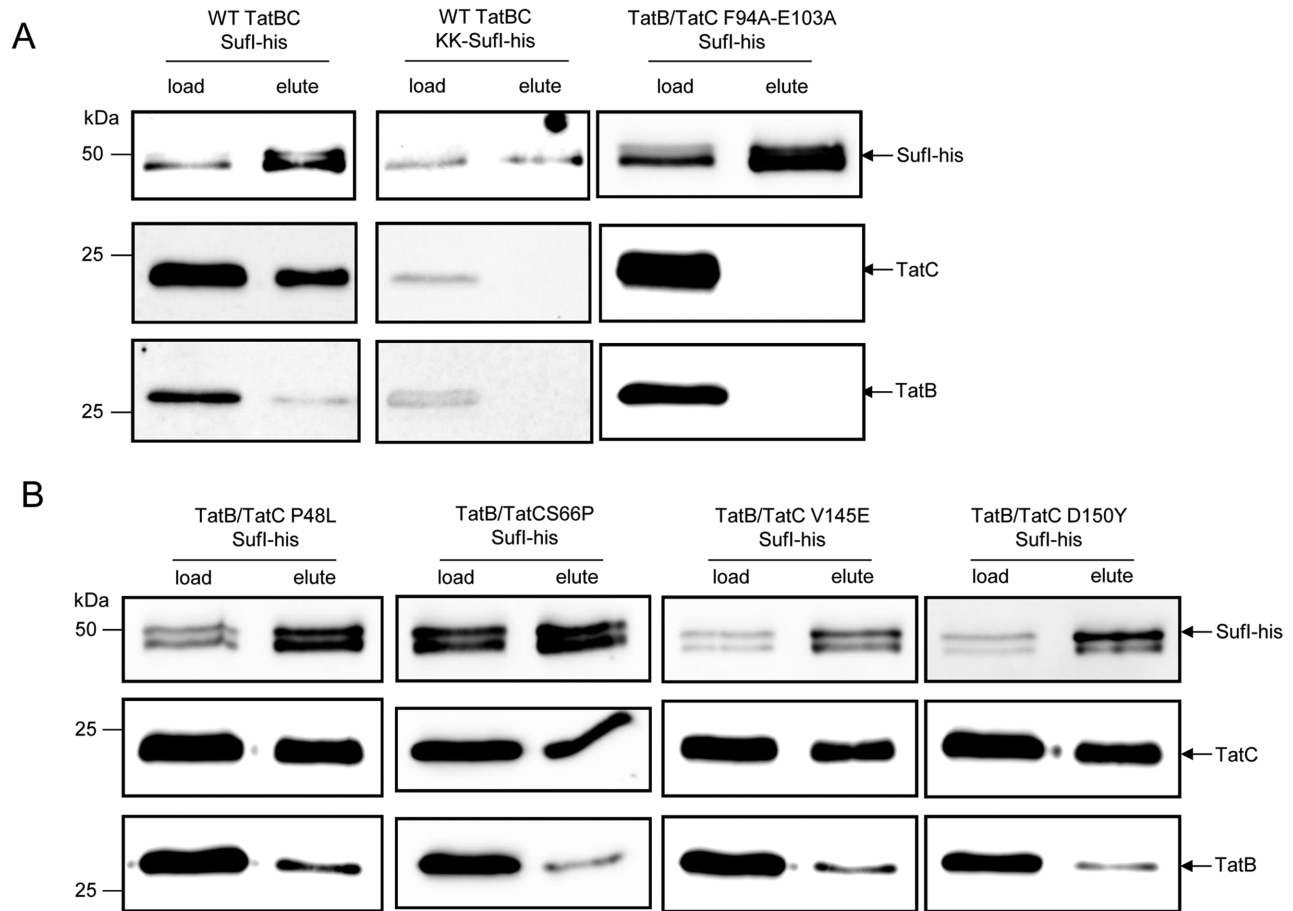 A
WT TatBC
SufI-his
WT TatBC
KK-SufI-his
TatB/TatC F94A-E103A
SufI-his
load elute load elute load elute
kDa
50
SufI-his
25
TatC
25
TatB
B
TatB/TatC P48L
SufI-his
TatB/TatCS66P
SufI-his
TatB/TatC V145E
SufI-his
TatB/TatC D150Y
SufI-his
load elute load elute load elute load elute
kDa
50
SufI-his
25
TatC
TatB
25